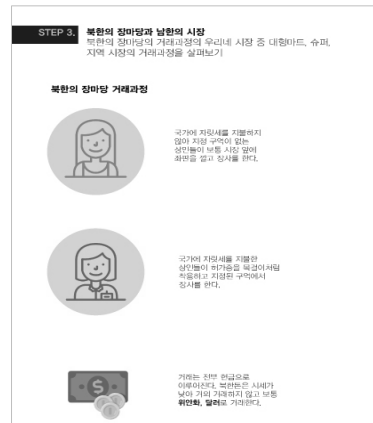 STEP 3.
북한의 장마당과 남한의 시장
북한의 장마당의 거래과정의 우리네 시장 중 대형마트, 슈퍼,
지역 시장의 거래과정을 살펴보기
북한의 장마당 거래과정
국가에 자릿세를 지불하지
않아 지정 구역이 없는
상인들이 보통 시장 옆에
좌판을 깔고 장사를 한다.
국가에 자릿세를 지불한
상인들이 허가증을 목걸이처럼
착용하고 지정된 구역에서
장사를 한다.
거래는 전부 현금으로
이루어진다. 북한돈은 시세가
낮아 거의 거래하지 않고 보통
위안화, 달러로 거래한다.